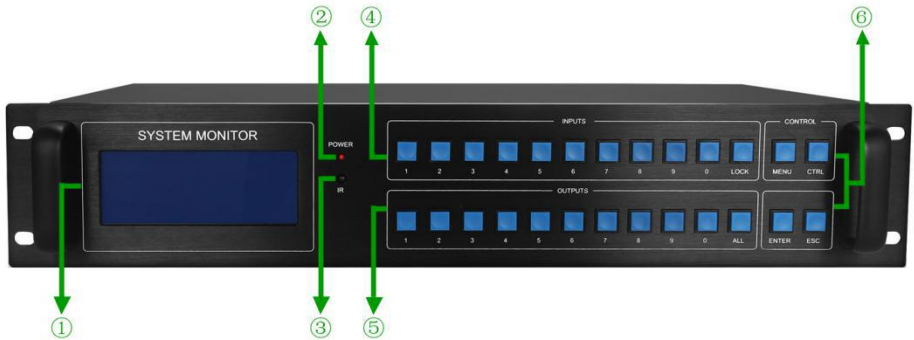 ② ④ ⑥
SYSTEM MONITOR
POWER
IR
INPUTS
1 2 3 4 5 6 7 8 9 0 LOCK
CONTROL
MENU CTRL
OUTPUTS
1 2 3 4 5 6 7 8 9 0 ALL
ENTER ESC
① ③ ⑤